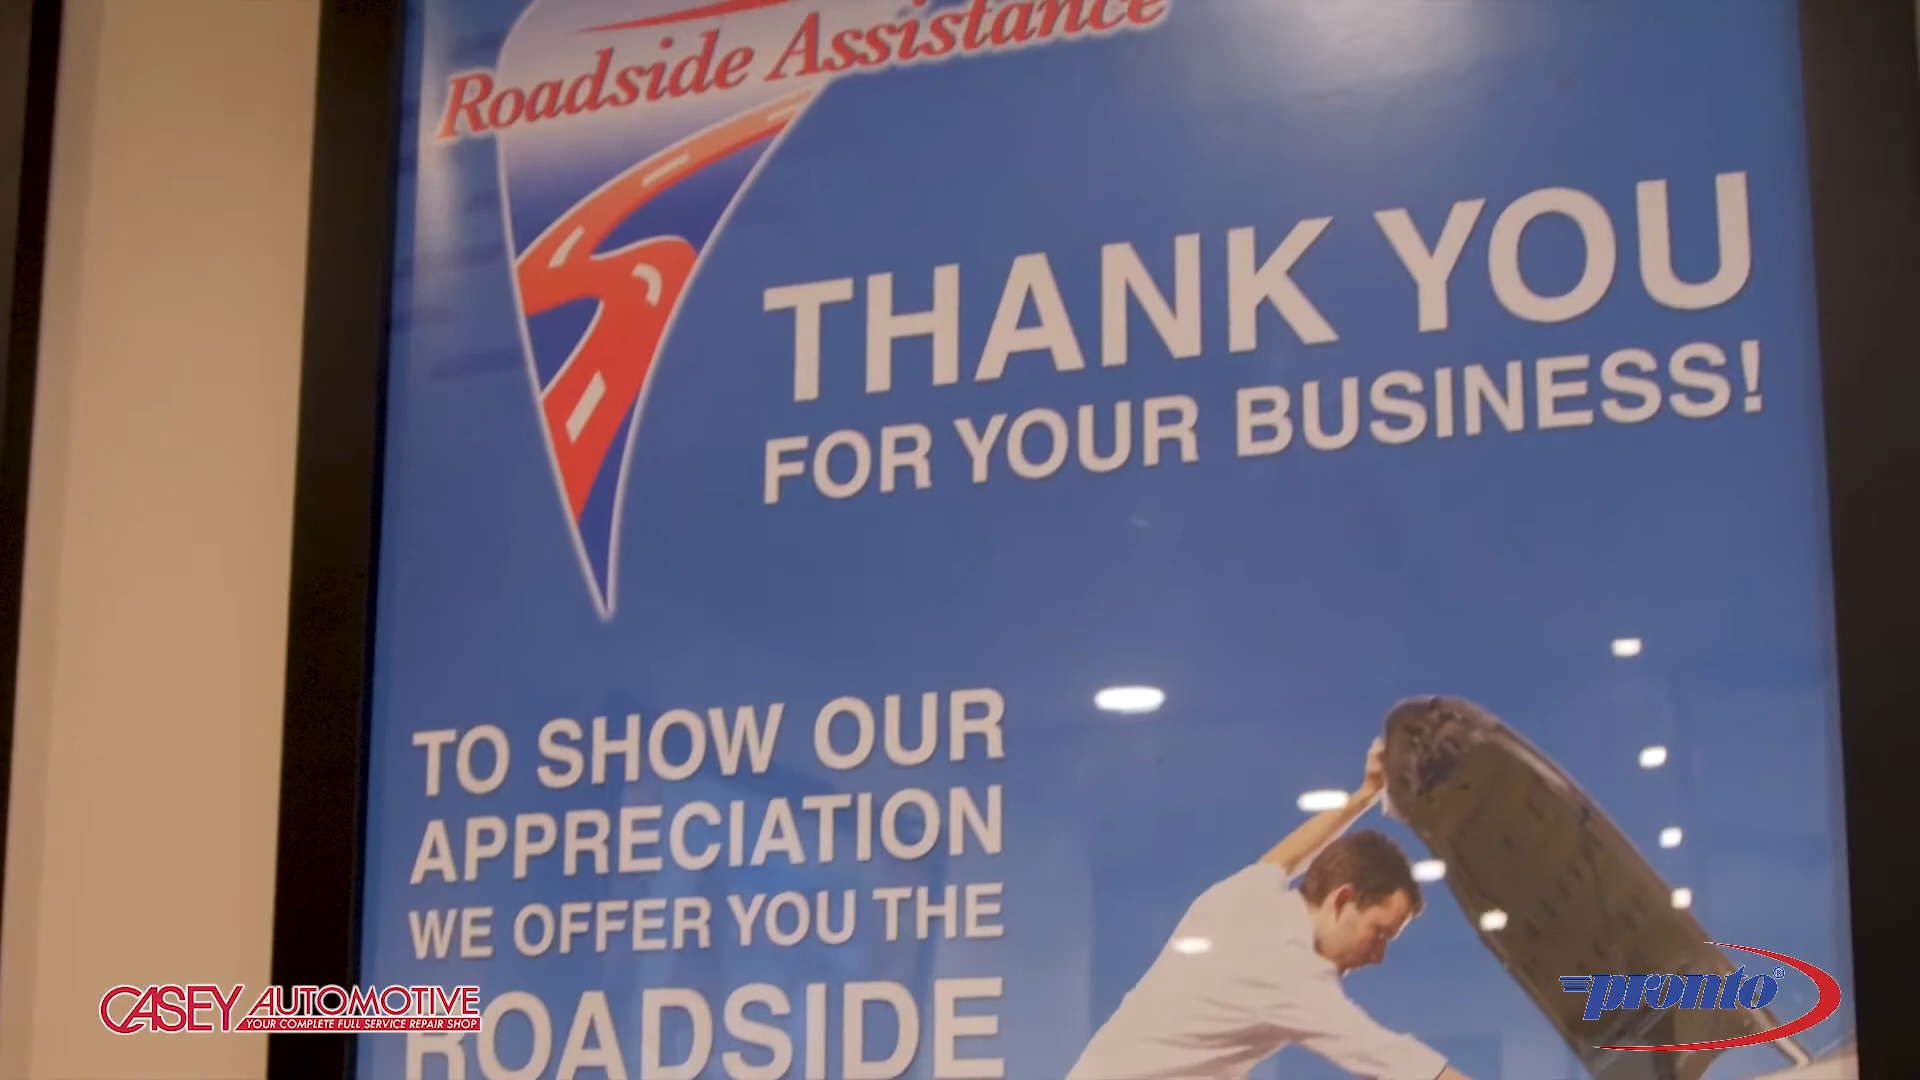 Roadside Assistance
THANK YOU
FOR YOUR BUSINESS!
TO SHOW OUR
APPRECIATION
WE OFFER YOU THE
ROADSIDE
CASEY AUTOMOTIVE
YOUR COMPLETE FULL SERVICE REPAIR SHOP
pronto®